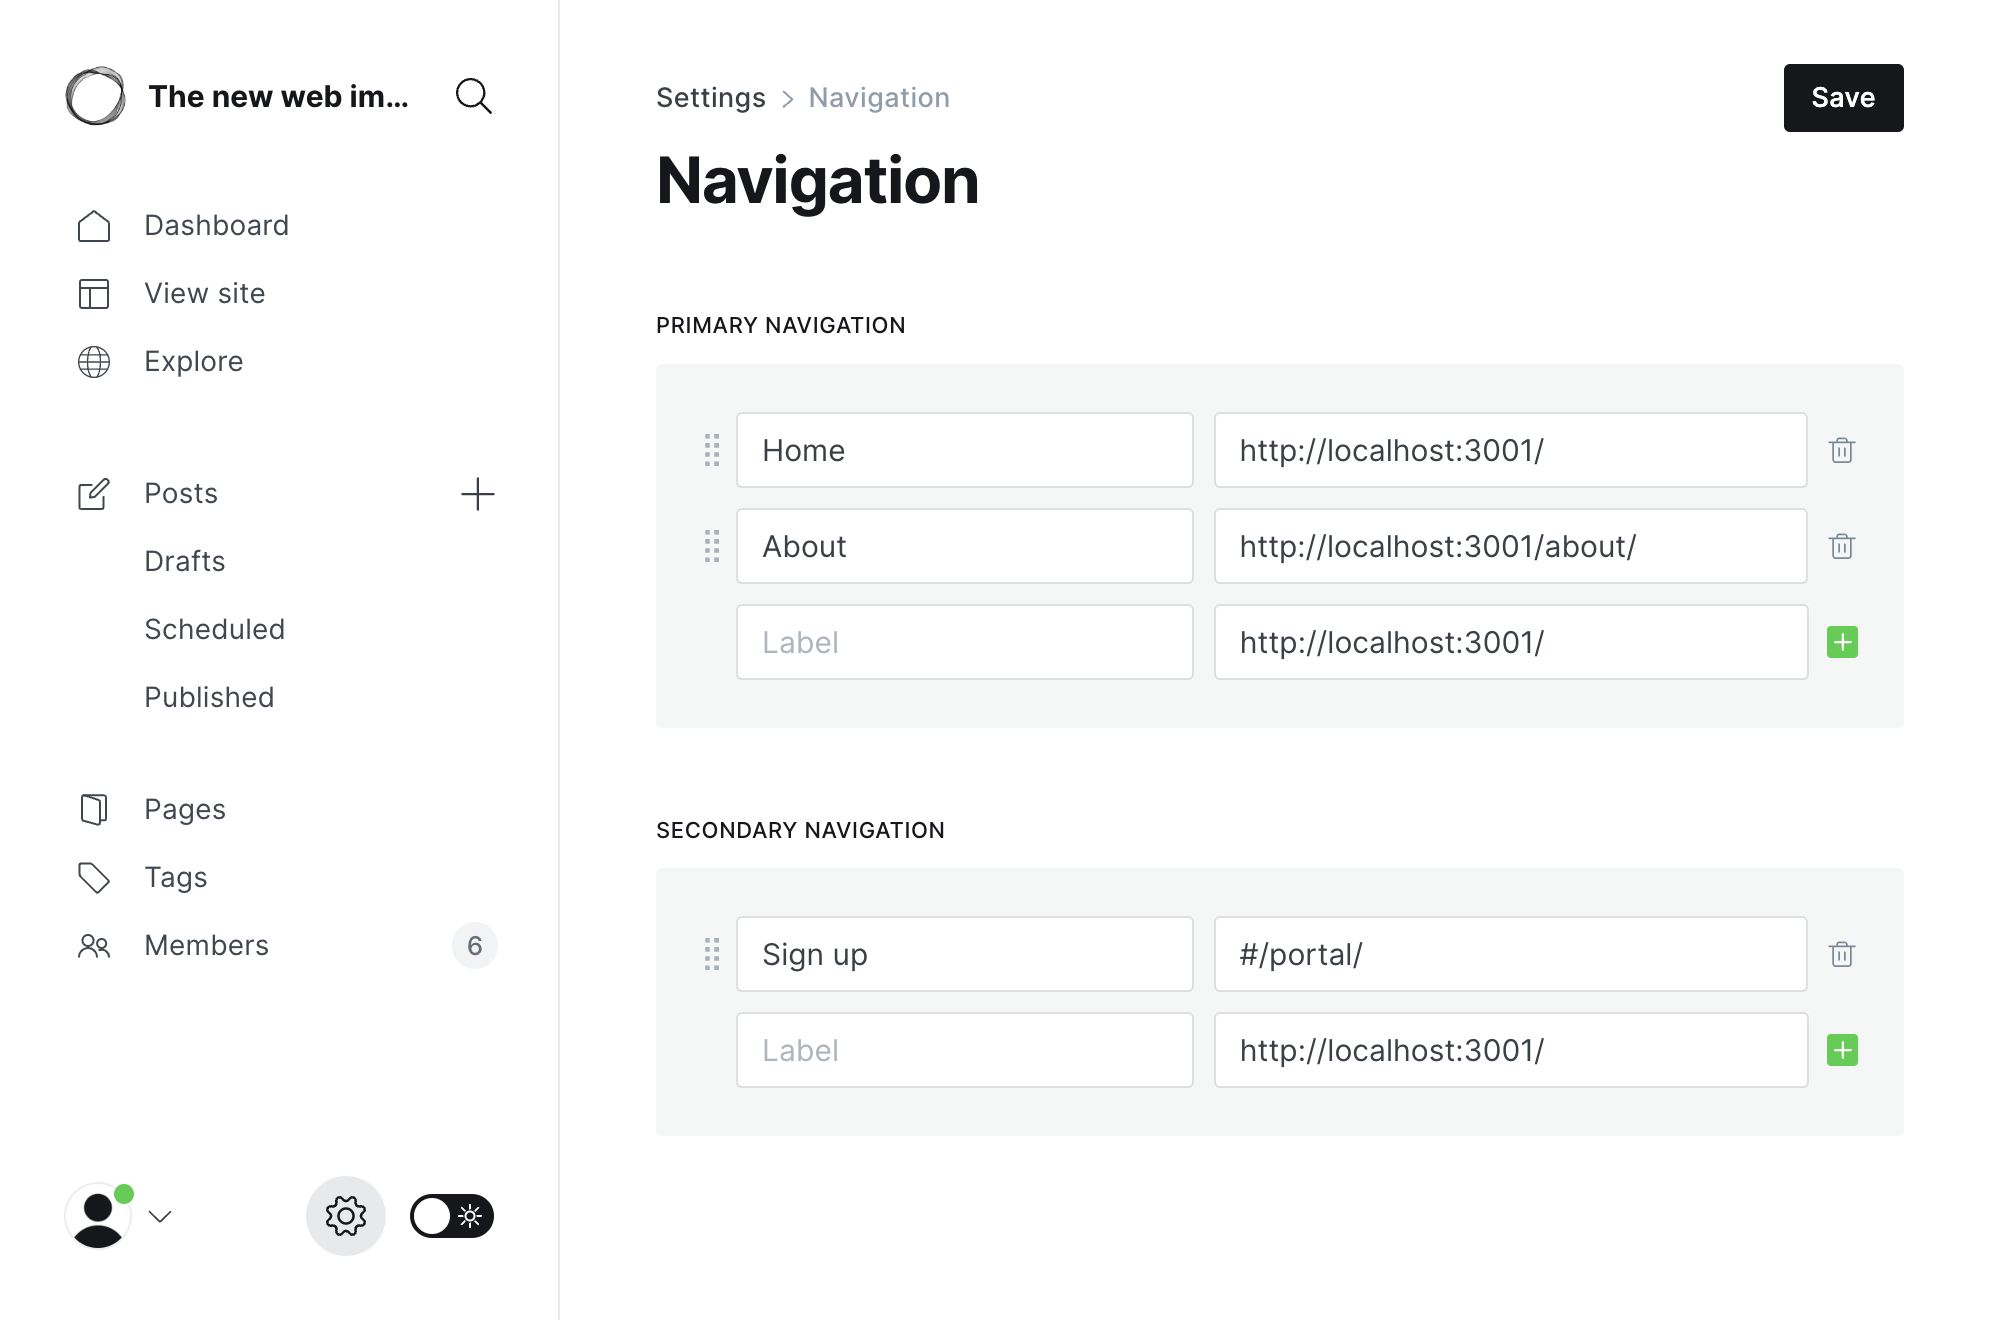 The new web im...
Dashboard
View site
Explore
Posts
Drafts
Scheduled
Published
Pages
Tags
Members 6
Settings > Navigation
Save
Navigation
PRIMARY NAVIGATION
Home http://localhost:3001/
About http://localhost:3001/about/
Label http://localhost:3001/
SECONDARY NAVIGATION
Sign up #/portal/
Label http://localhost:3001/